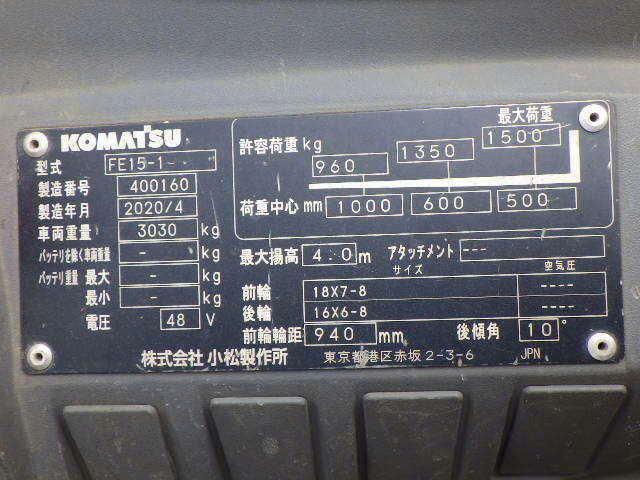 KOMATSU
型式 FE15-1
製造番号 400160
製造年月 2020/4
車両重量 3030 kg
バッテリを除く車両重量 - kg
バッテリ重量 最大 - kg
最小 - kg
電圧 48 V
最大荷重
許容荷重 kg 960 1350 1500
荷重中心 mm 1000 600 500
最大揚高 4.0 m アタッチメント ---
サイズ 空気圧
前輪 18X7-8 ----
後輪 16X6-8 ----
前輪輪距 940 mm 後傾角 10°
株式会社 小松製作所 東京都港区赤坂 2-3-6 JPN